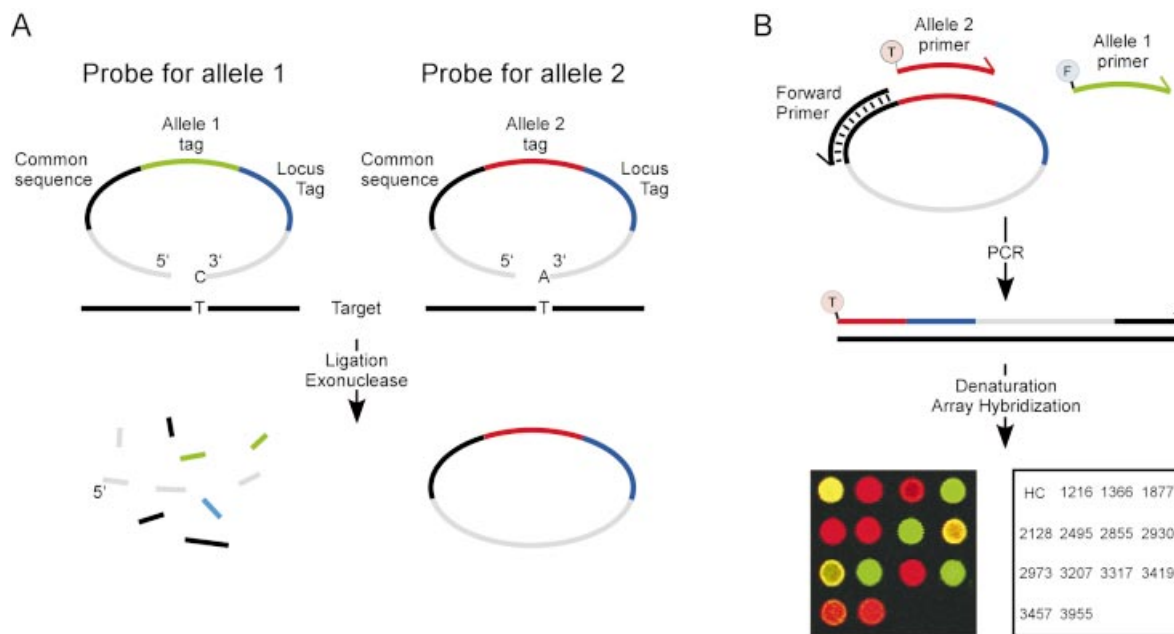 A
Probe for allele 1
Probe for allele 2
Allele 1
tag
Common
sequence
Locus
Tag
5'
3'
C
T
Allele 2
tag
Common
sequence
Locus
Tag
5'
3'
A
T
Target
Ligation
Exonuclease
5'
B
Allele 2
primer
T
Allele 1
primer
F
Forward
Primer
PCR
T
Denaturation
Array Hybridization
HC 1216 1366 1877
2128 2495 2855 2930
2973 3207 3317 3419
3457 3955